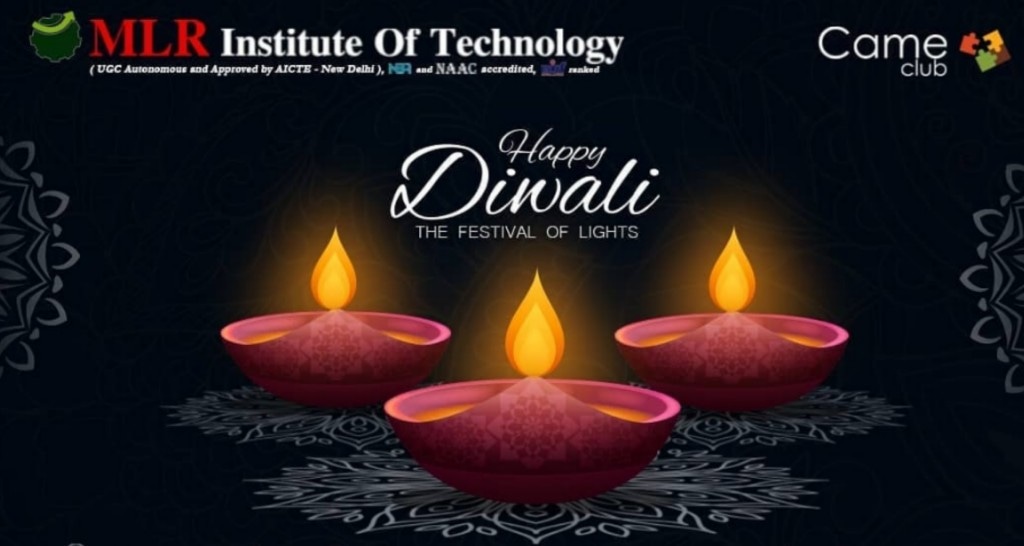 MLR Institute Of Technology
( UGC Autonomous and Approved by AICTE - New Delhi ), and NAAC accredited, ranked
Came
club
Happy
Diwali
THE FESTIVAL OF LIGHTS